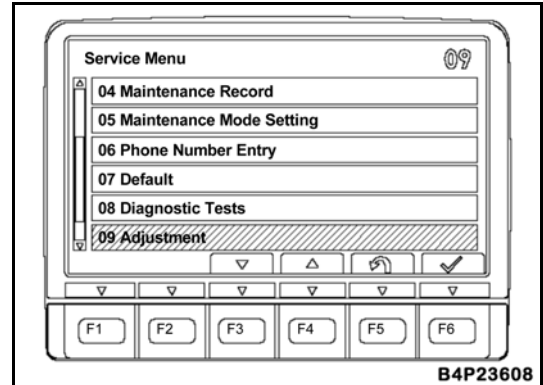 Service Menu 09
04 Maintenance Record
05 Maintenance Mode Setting
06 Phone Number Entry
07 Default
08 Diagnostic Tests
09 Adjustment
F1 F2 F3 F4 F5 F6
B4P23608